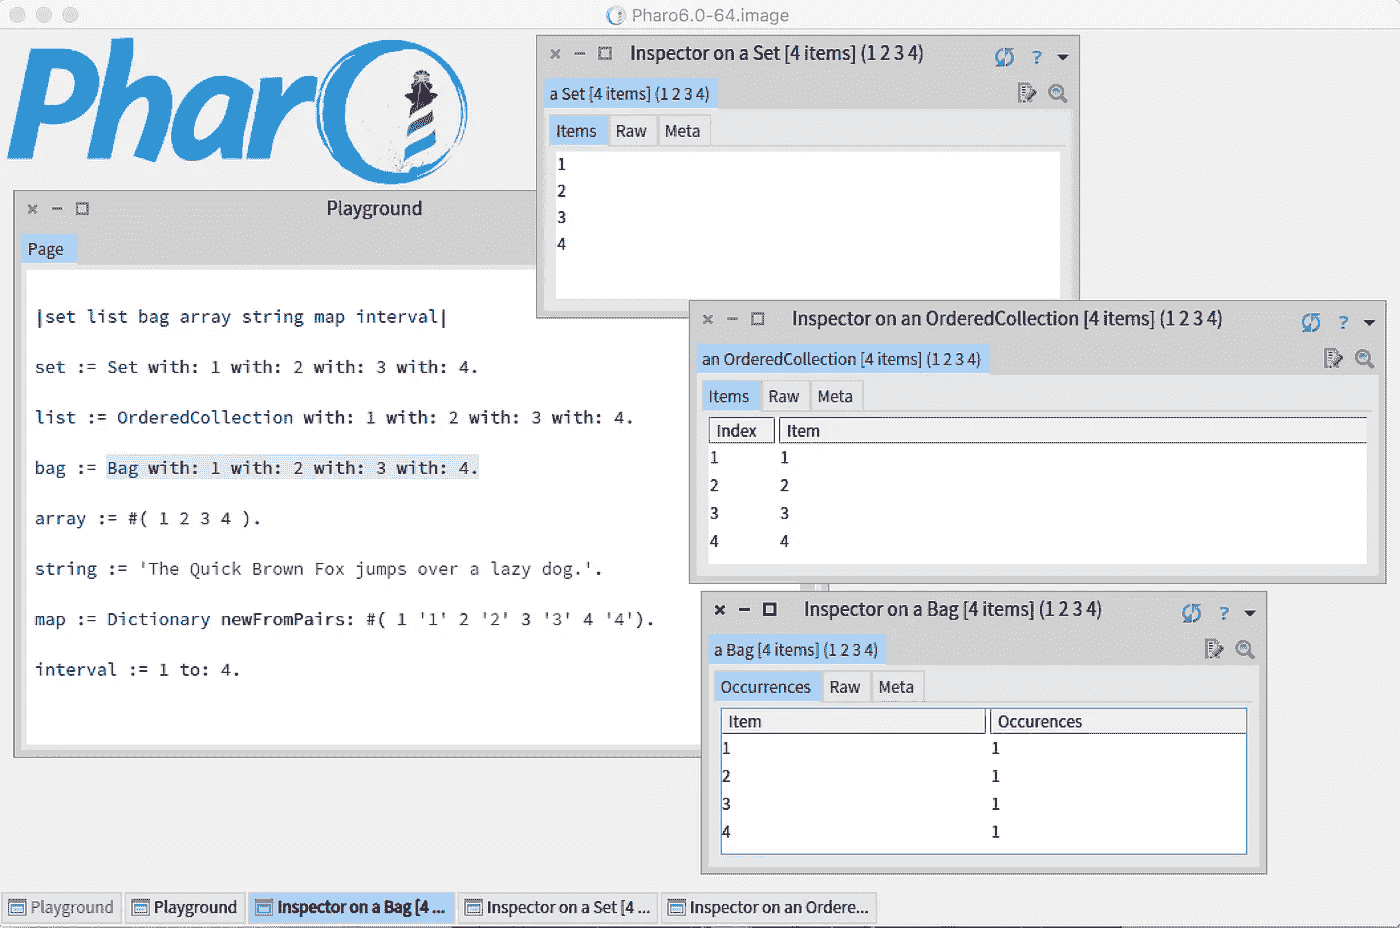 Pharo6.0-64.image
Pharo
Inspector on a Set [4 items] (1 2 3 4)
?
a Set [4 items] (1 2 3 4)
Items Raw Meta
1
2
3
4
Playground
Page
|set list bag array string map interval|
set := Set with: 1 with: 2 with: 3 with: 4.
list := OrderedCollection with: 1 with: 2 with: 3 with: 4.
bag := Bag with: 1 with: 2 with: 3 with: 4.
array := #( 1 2 3 4 ).
string := 'The Quick Brown Fox jumps over a lazy dog.'.
map := Dictionary newFromPairs: #( 1 '1' 2 '2' 3 '3' 4 '4').
interval := 1 to: 4.
Inspector on an OrderedCollection [4 items] (1 2 3 4)
?
an OrderedCollection [4 items] (1 2 3 4)
Items Raw Meta
Index Item
1 1
2 2
3 3
4 4
Inspector on a Bag [4 items] (1 2 3 4)
?
a Bag [4 items] (1 2 3 4)
Occurrences Raw Meta
Item Occurences
1 1
2 1
3 1
4 1
Playground Playground Inspector on a Bag [4 ... Inspector on a Set [4 ... Inspector on an Ordere...